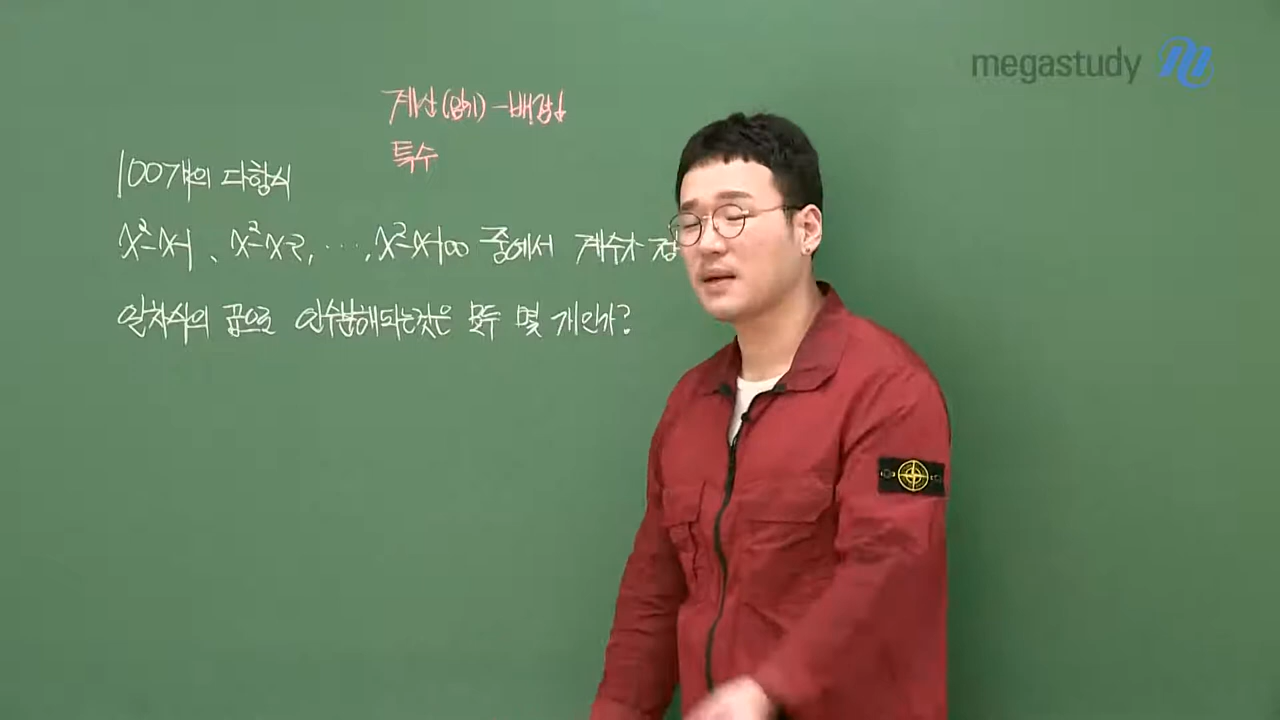 megastudy
계산(암기)-배경상
특수
100개의 다항식
x²-x-1, x²-x-2, ···, x²-x-100 중에서 계수가 정
일차식의 곱으로 인수분해되는것은 모두 몇 개인가?